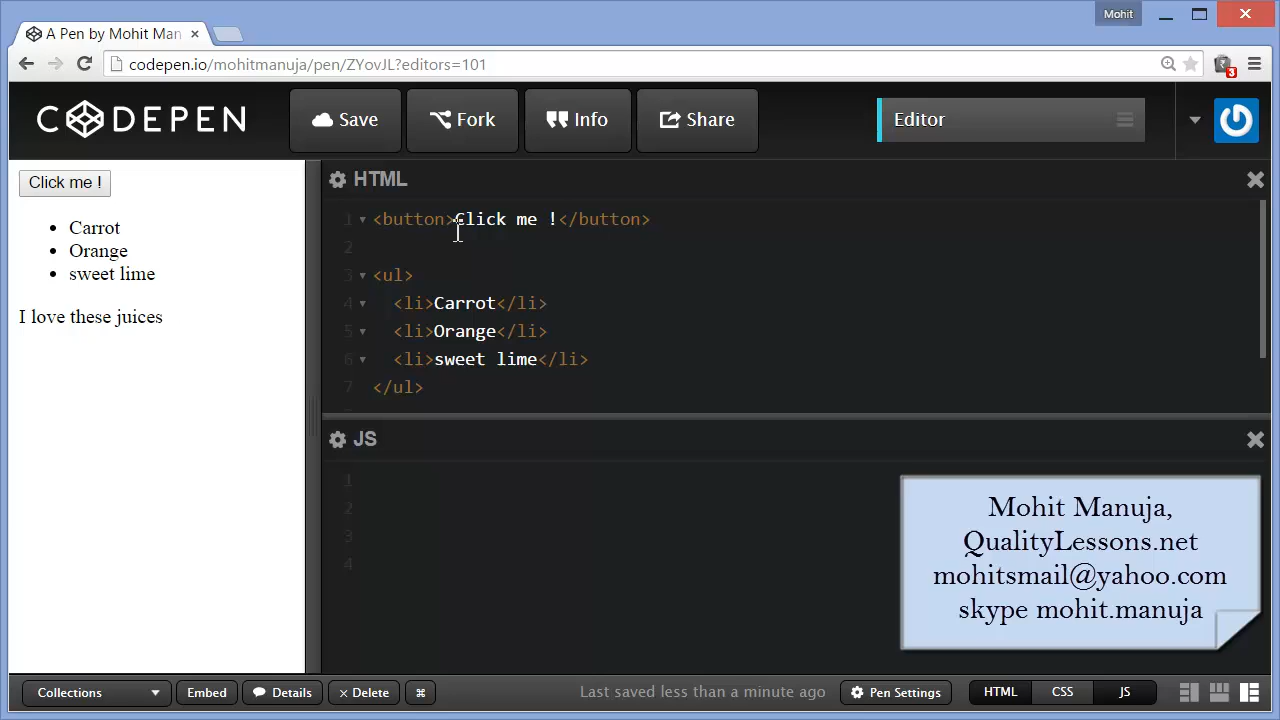 Mohit
A Pen by Mohit Man
codepen.io/mohitmanuja/pen/ZYovJL?editors=101
3
CODEPEN
Save
Fork
Info
Share
Editor
Click me !
• Carrot
• Orange
• sweet lime
I love these juices
HTML
1 <button>Click me !</button>
2
3 <ul>
4 <li>Carrot</li>
5 <li>Orange</li>
6 <li>sweet lime</li>
7 </ul>
JS
1
2
3
4
Mohit Manuja,
QualityLessons.net
mohitsmail@yahoo.com
skype mohit.manuja
Collections
Embed
Details
× Delete
⌘
Last saved less than a minute ago
Pen Settings
HTML
CSS
JS